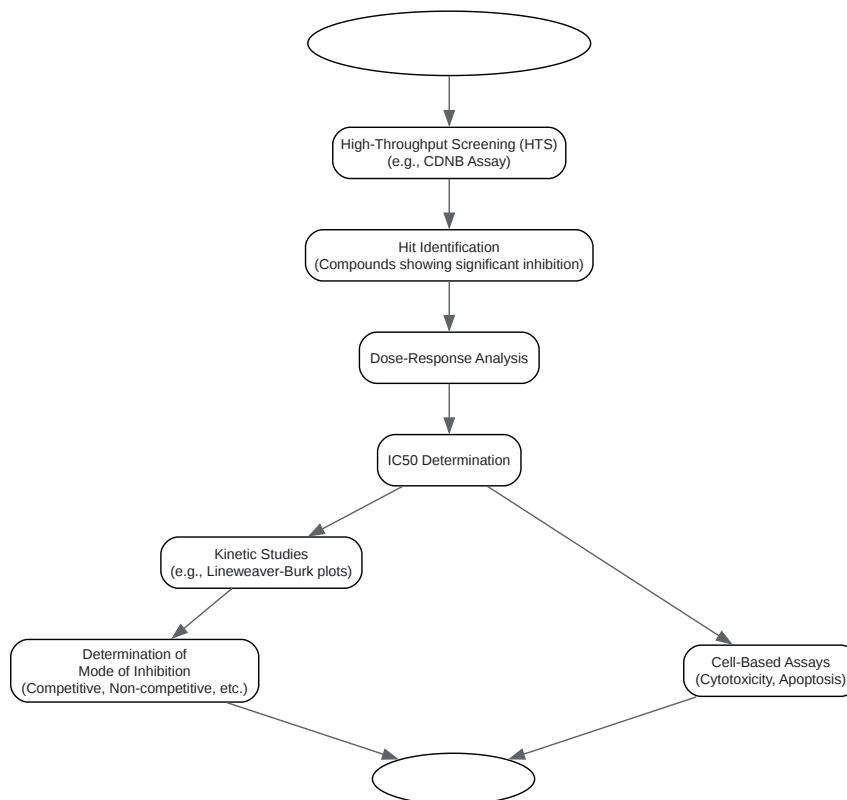 High-Throughput Screening (HTS)
(e.g., CDNB Assay)
Hit Identification
(Compounds showing significant inhibition)
Dose-Response Analysis
IC50 Determination
Kinetic Studies
(e.g., Lineweaver-Burk plots)
Determination of
Mode of Inhibition
(Competitive, Non-competitive, etc.)
Cell-Based Assays
(Cytotoxicity, Apoptosis)